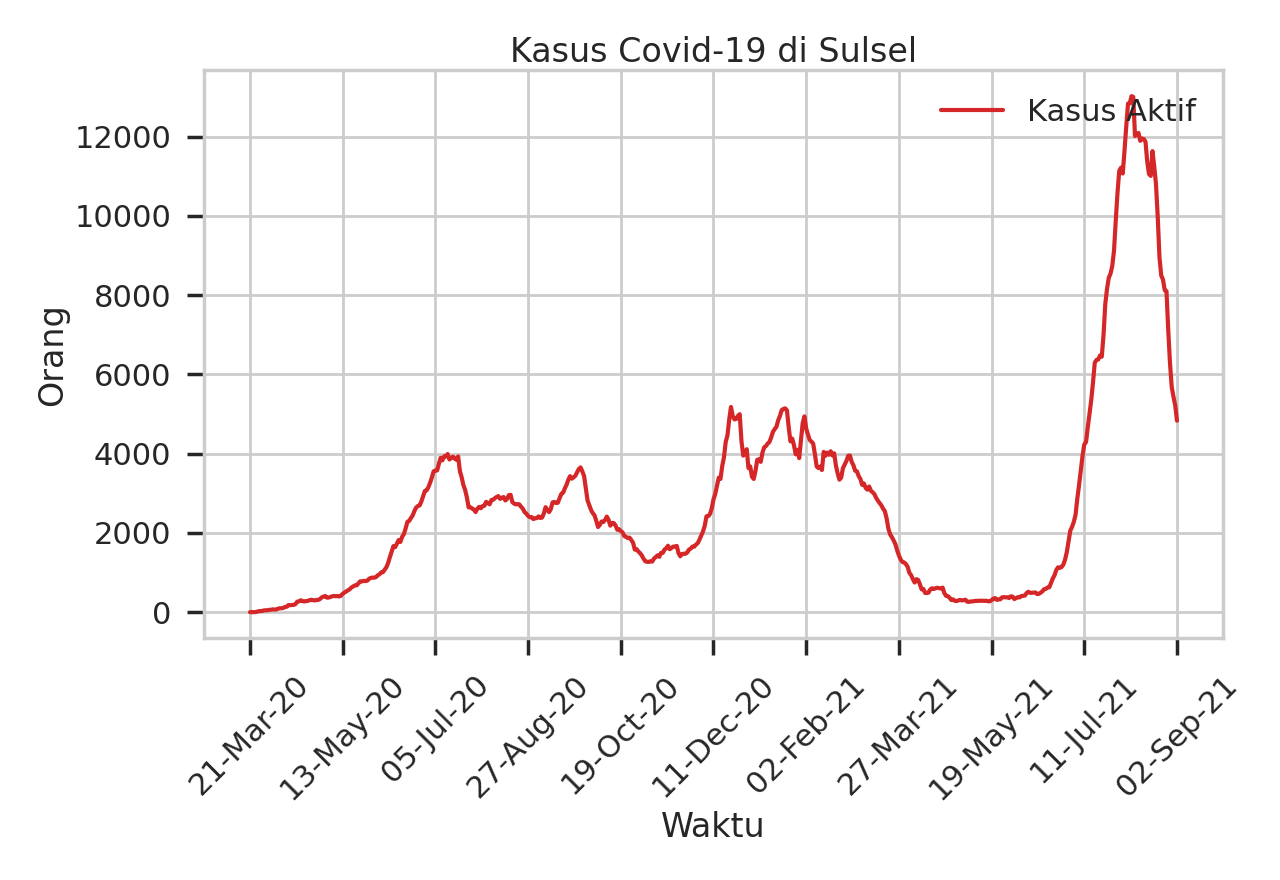 Kasus Covid-19 di Sulsel
Kasus Aktif
Orang
12000
10000
8000
6000
4000
2000
0
21-Mar-20
13-May-20
05-Jul-20
27-Aug-20
19-Oct-20
11-Dec-20
02-Feb-21
27-Mar-21
19-May-21
11-Jul-21
02-Sep-21
Waktu